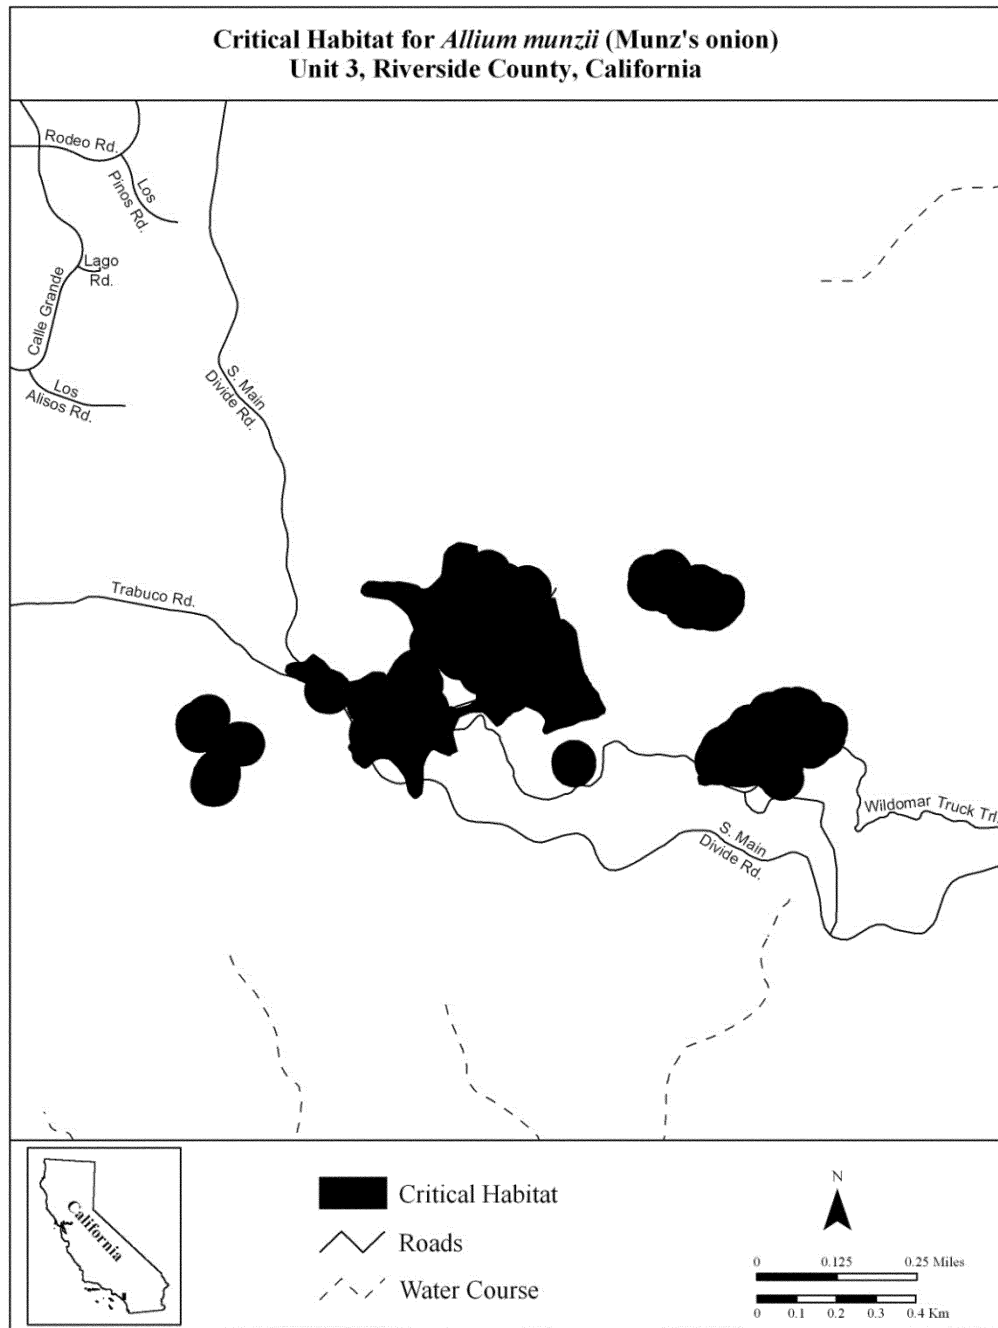 Critical Habitat for Allium munzii (Munz's onion)
Unit 3, Riverside County, California
Rodeo Rd.
Los
Pinos Rd.
Lago
Rd.
Calle Grande
Los
Alisos Rd.
S. Main
Divide Rd.
Trabuco Rd.
Wildomar Truck Trl.
S. Main
Divide Rd.
California
Critical Habitat
Roads
Water Course
N
0 0.125 0.25 Miles
0 0.1 0.2 0.3 0.4 Km